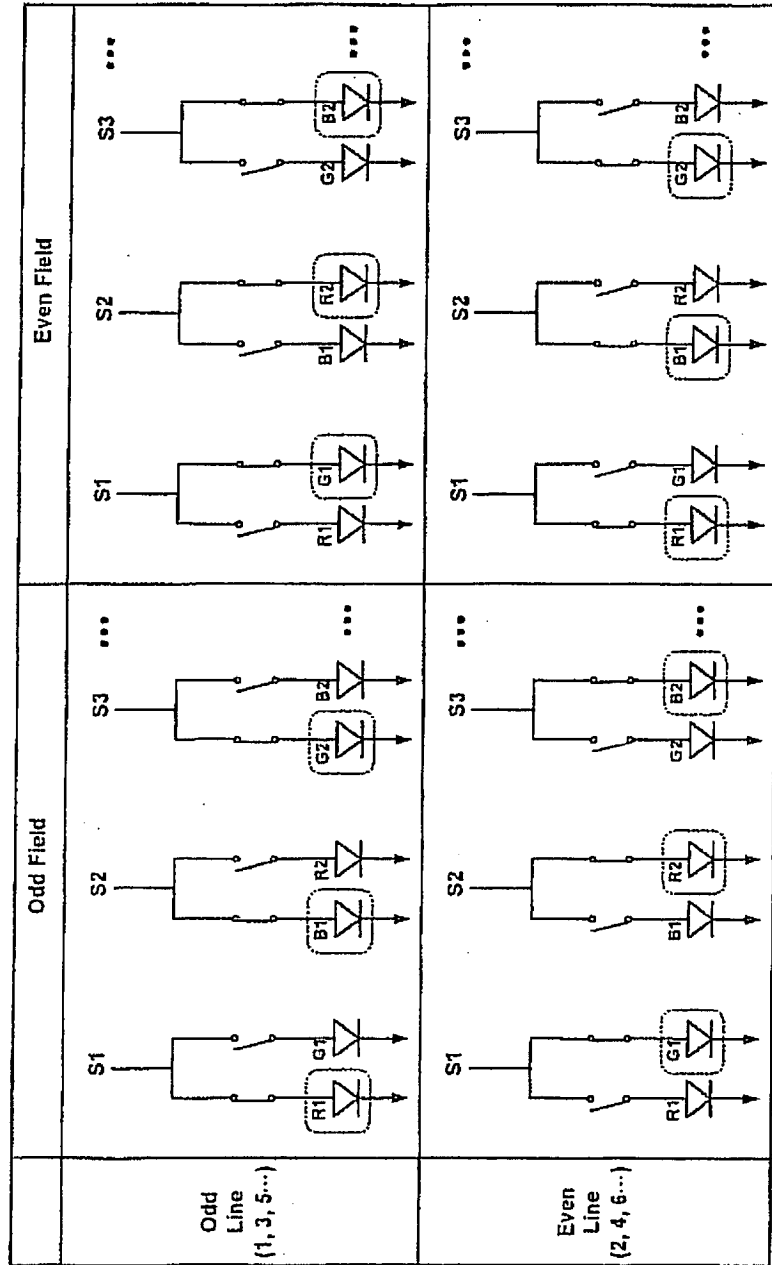 Odd Field
Even Field
Odd
Line
(1, 3, 5···)
S1
S2
S3
•••
S1
S2
S3
•••
R1
G1
B1
R2
G2
B2
•••
R1
G1
B1
R2
G2
B2
•••
Even
Line
(2, 4, 6···)
S1
S2
S3
•••
S1
S2
S3
•••
R1
G1
B1
R2
G2
B2
•••
R1
G1
B1
R2
G2
B2
•••